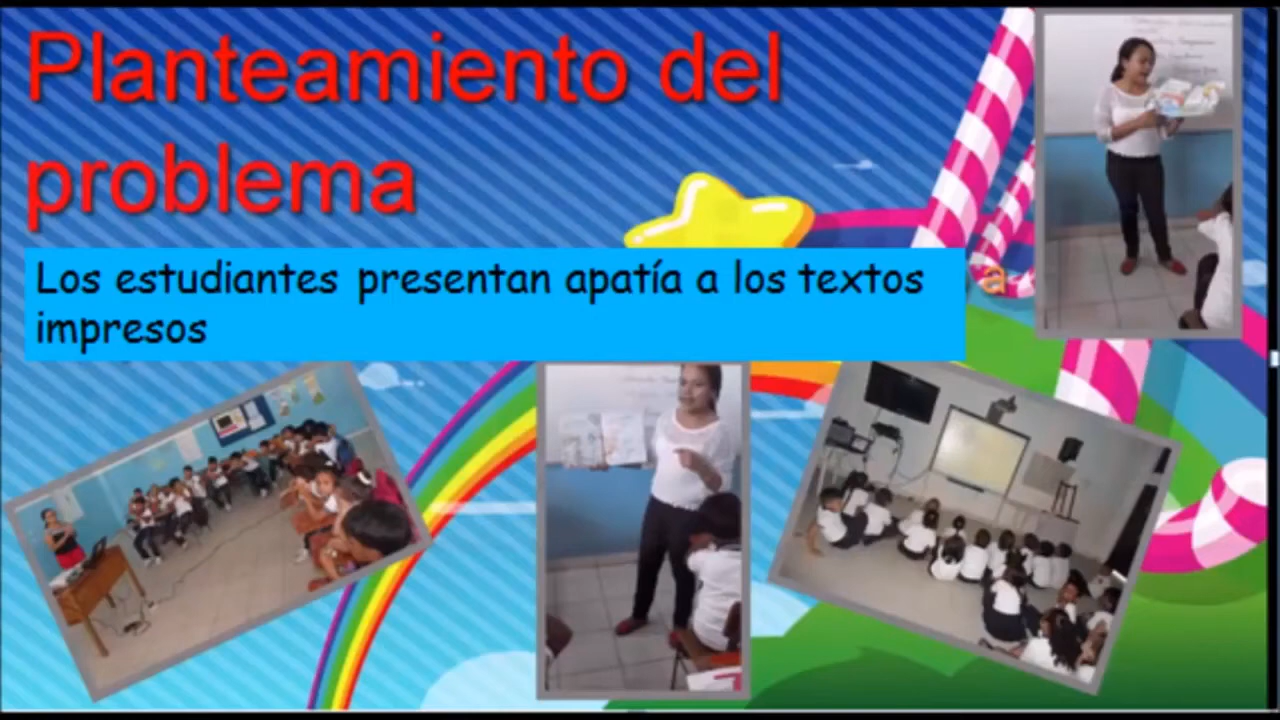 Planteamiento del
problema
Los estudiantes presentan apatía a los textos
impresos
a